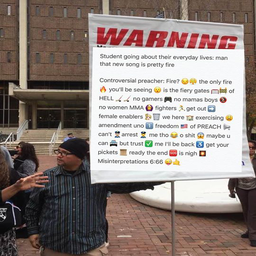 WARNING
Student going about their everyday lives: man
that new song is pretty fire
Controversial preacher: Fire? 😄😤 the only fire
🔥 you'll be seeing 😧 is the fiery gates 🎫 of
HELL 🏒🏒 no gamers 🎮 no mamas boys 🤰
no women MMA 🥊 fighters 🏃 get out ➡️
female enablers 🏇🗑️ we here 🏋️ exercising 😄
amendment uno ℹ️ freedom 🇺🇸 of PREACH 🗣️
can't 👮 arrest 🚔 me tho 😎 o shit 😱 maybe u
can 🚔 but trust ✅ me I'll be back ♿ get your
pickets 🎫 ready the end 🔚 is nigh 💥
Misinterpretations 6:66 😄🤙